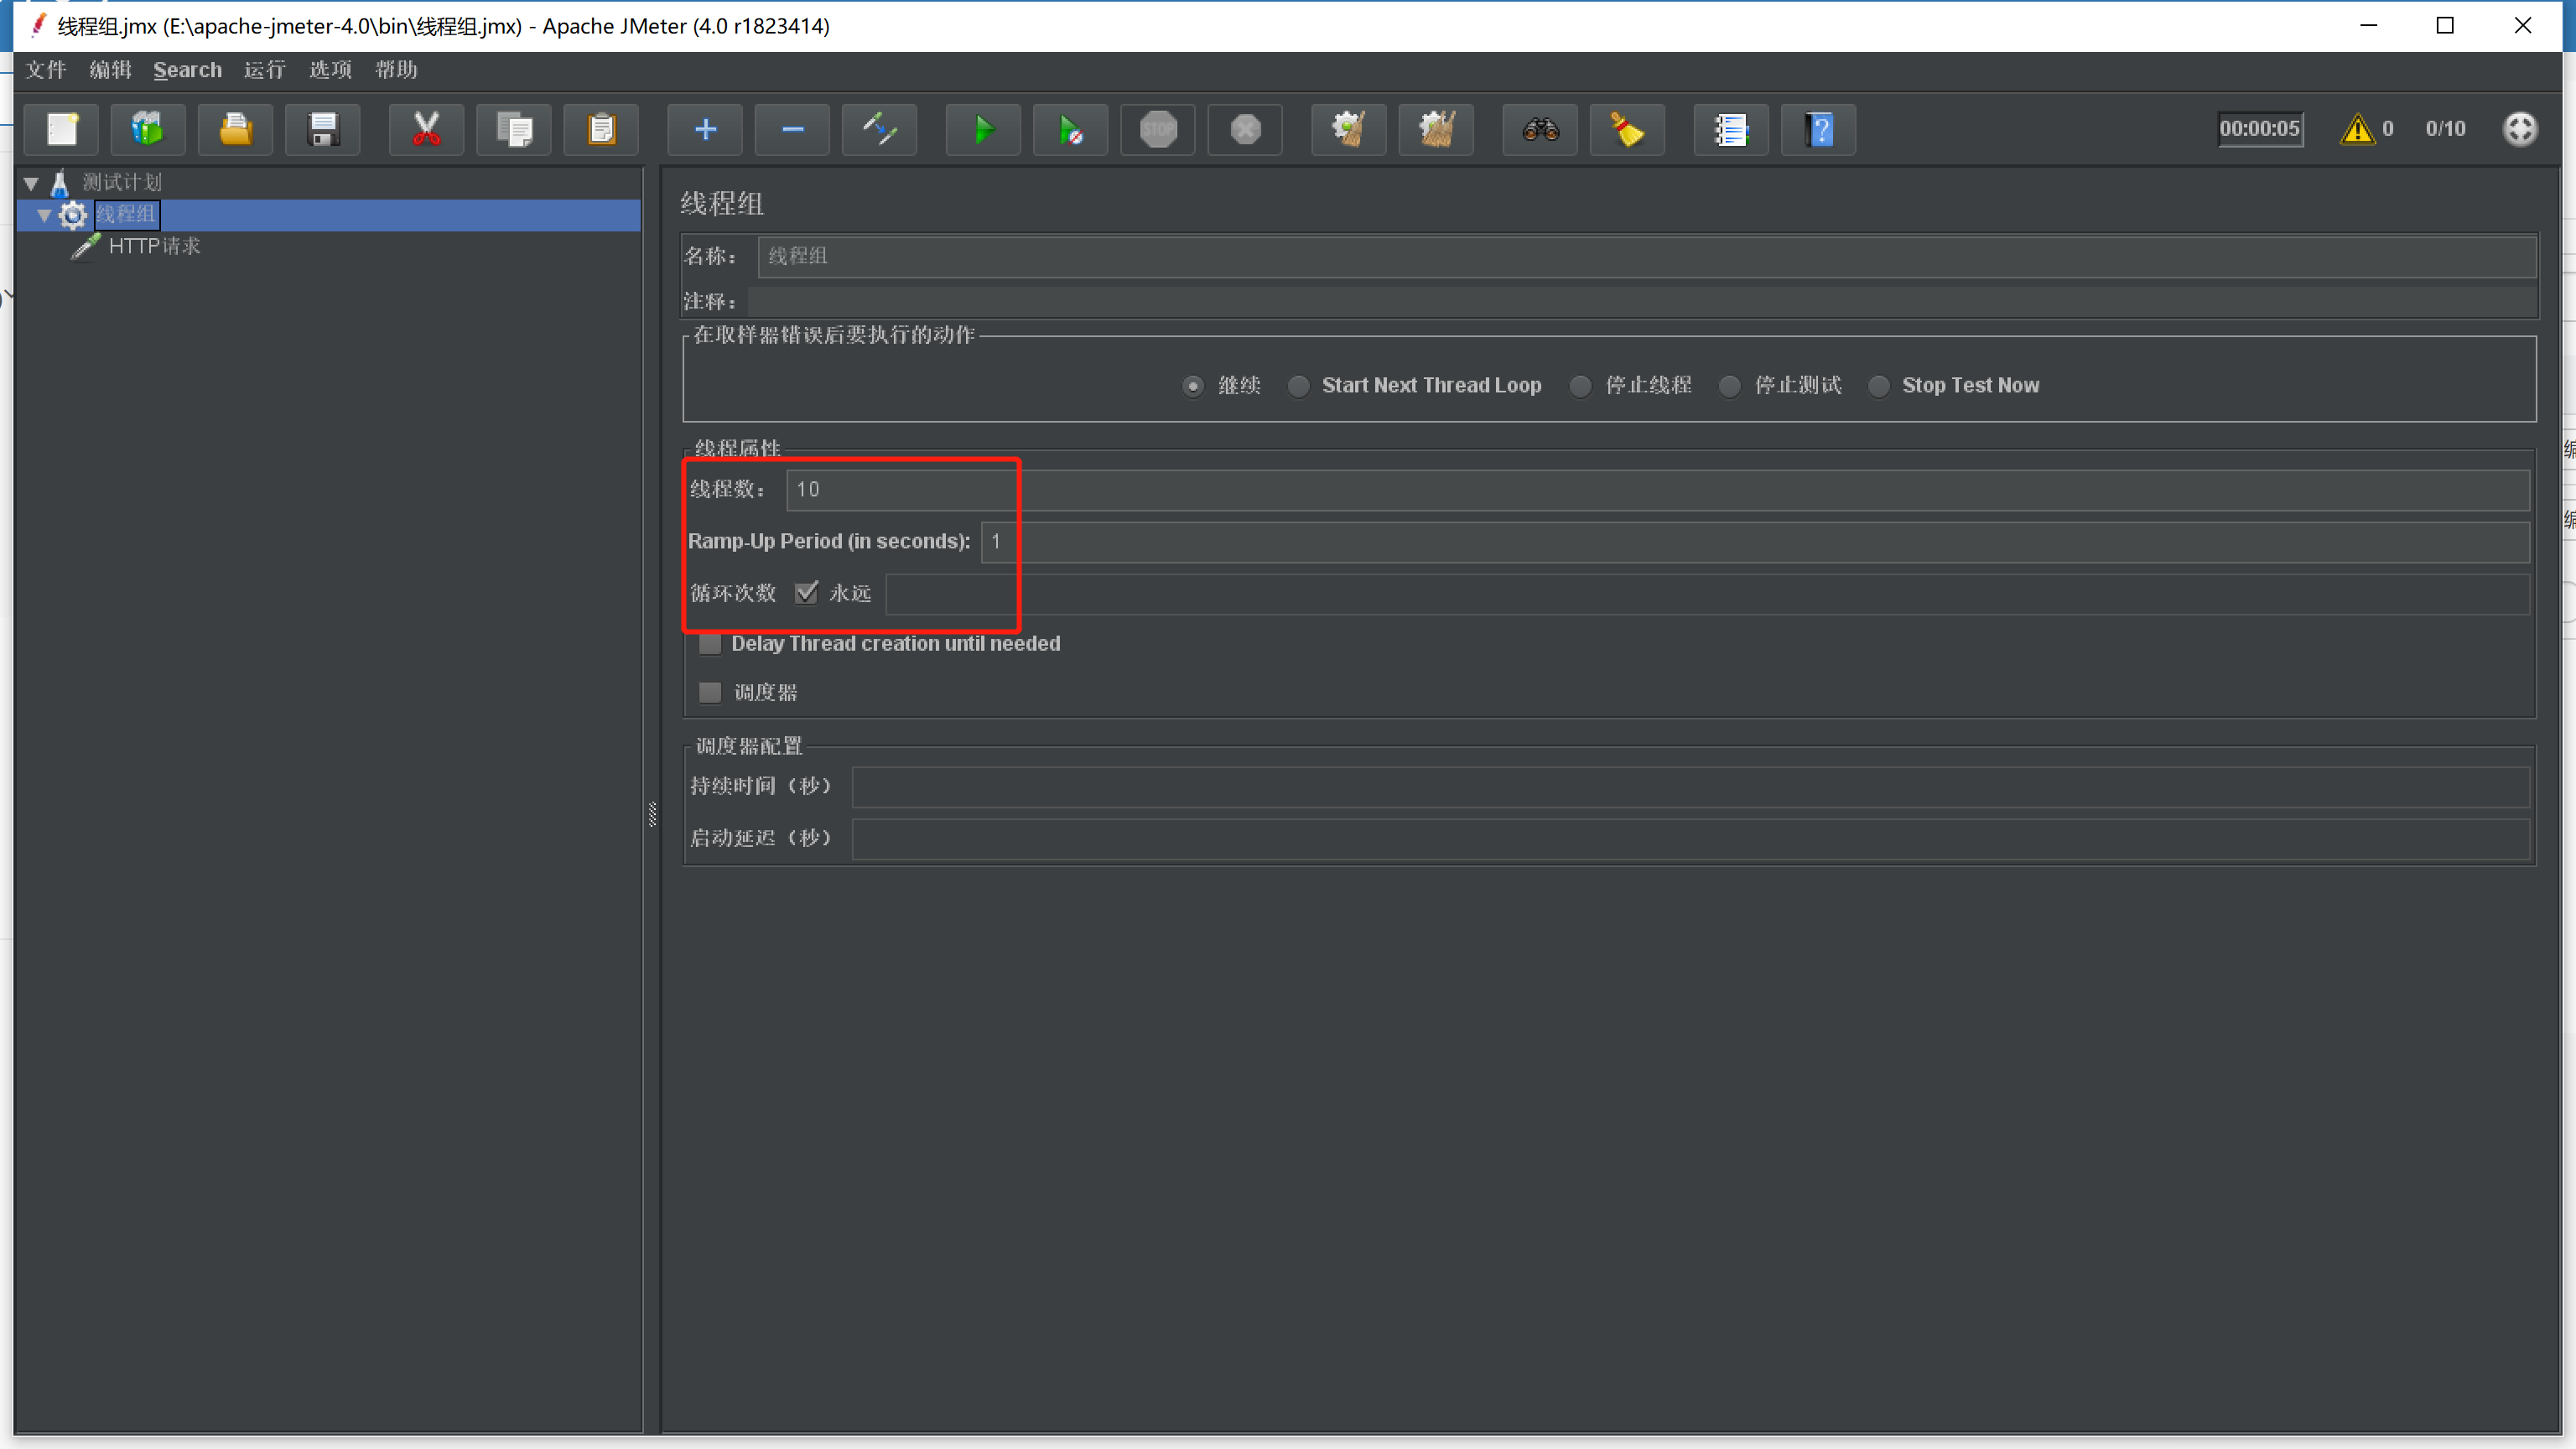 线程组.jmx (E:\apache-jmeter-4.0\bin\线程组.jmx) - Apache JMeter (4.0 r1823414)
文件 编辑 Search 运行 选项 帮助
STOP
00:00:05 0 0/10
测试计划
线程组
HTTP请求
线程组
名称： 线程组
注释：
在取样器错误后要执行的动作
继续 Start Next Thread Loop 停止线程 停止测试 Stop Test Now
线程属性
线程数： 10
Ramp-Up Period (in seconds): 1
循环次数 永远
Delay Thread creation until needed
调度器
调度器配置
持续时间（秒）
启动延迟（秒）